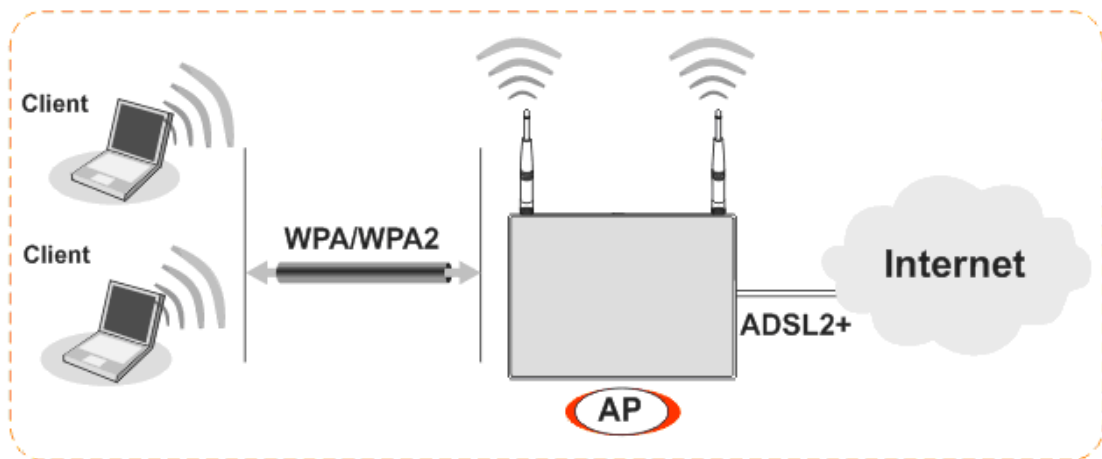 Client
Client
WPA/WPA2
Internet
ADSL2+
AP